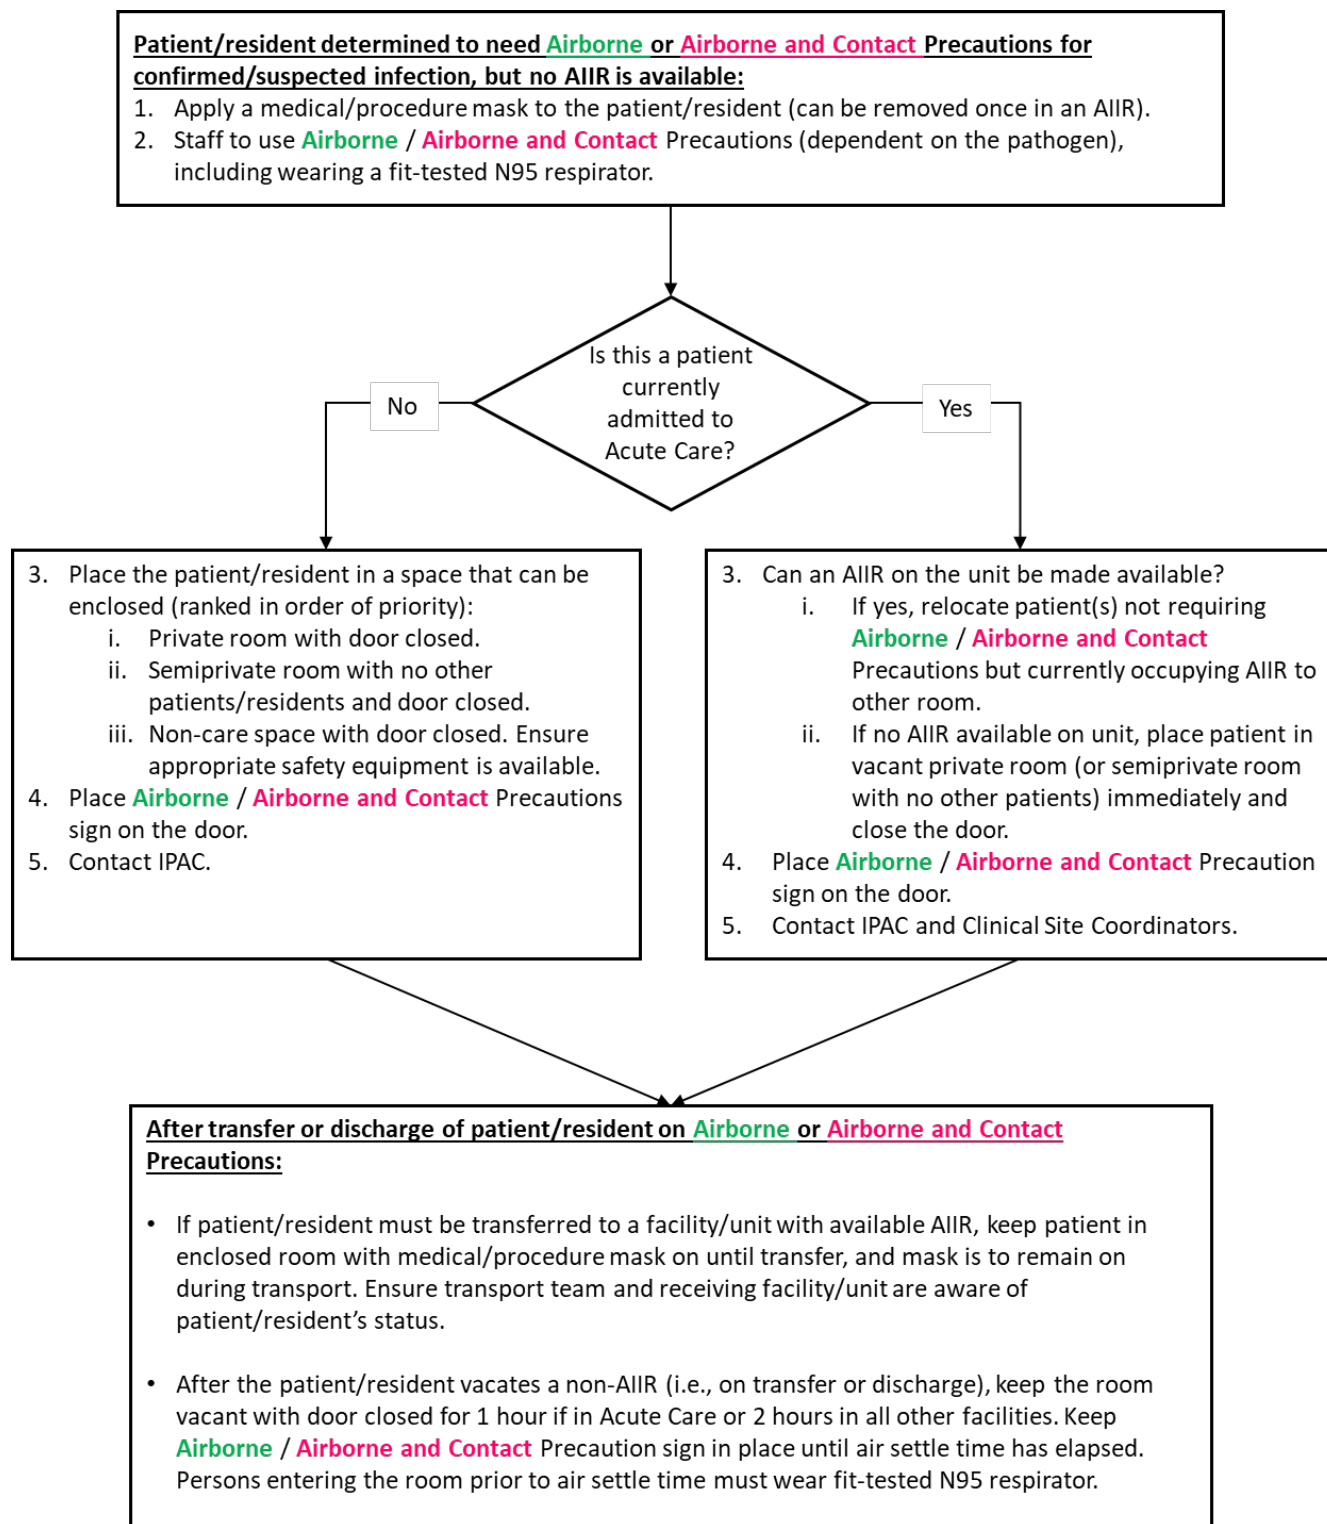 Patient/resident determined to need Airborne or Airborne and Contact Precautions for
confirmed/suspected infection, but no AIIR is available:
1. Apply a medical/procedure mask to the patient/resident (can be removed once in an AIIR).
2. Staff to use Airborne / Airborne and Contact Precautions (dependent on the pathogen),
including wearing a fit-tested N95 respirator.
Is this a patient
currently
admitted to
Acute Care?
No
Yes
3. Place the patient/resident in a space that can be
enclosed (ranked in order of priority):
i. Private room with door closed.
ii. Semiprivate room with no other
patients/residents and door closed.
iii. Non-care space with door closed. Ensure
appropriate safety equipment is available.
4. Place Airborne / Airborne and Contact Precautions
sign on the door.
5. Contact IPAC.
3. Can an AIIR on the unit be made available?
i. If yes, relocate patient(s) not requiring
Airborne / Airborne and Contact
Precautions but currently occupying AIIR to
other room.
ii. If no AIIR available on unit, place patient in
vacant private room (or semiprivate room
with no other patients) immediately and
close the door.
4. Place Airborne / Airborne and Contact Precaution
sign on the door.
5. Contact IPAC and Clinical Site Coordinators.
After transfer or discharge of patient/resident on Airborne or Airborne and Contact
Precautions:
• If patient/resident must be transferred to a facility/unit with available AIIR, keep patient in
enclosed room with medical/procedure mask on until transfer, and mask is to remain on
during transport. Ensure transport team and receiving facility/unit are aware of
patient/resident's status.
• After the patient/resident vacates a non-AIIR (i.e., on transfer or discharge), keep the room
vacant with door closed for 1 hour if in Acute Care or 2 hours in all other facilities. Keep
Airborne / Airborne and Contact Precaution sign in place until air settle time has elapsed.
Persons entering the room prior to air settle time must wear fit-tested N95 respirator.